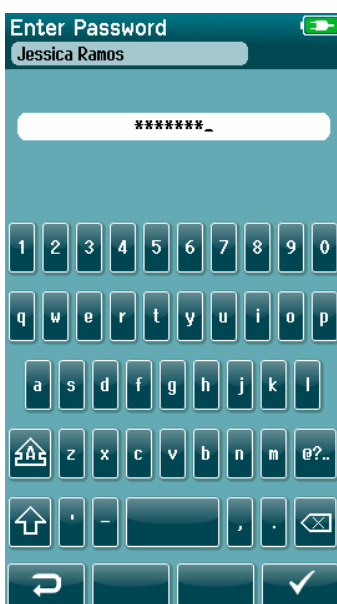 Enter Password
Jessica Ramos
*******_
1 2 3 4 5 6 7 8 9 0
q w e r t y u i o p
a s d f g h j k l
A z x c v b n m @?..
' - , .